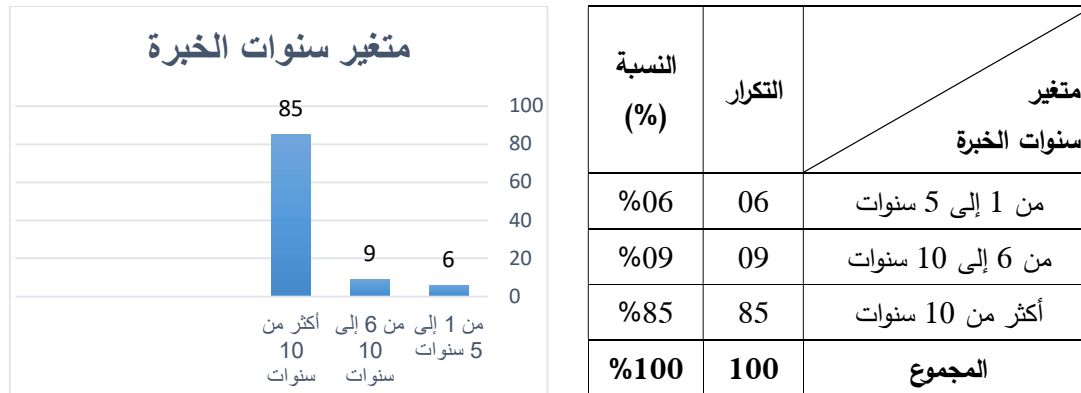 متغير سنوات الخبرة
100
80
60
40
20
0
85
9
6
من 1 إلى 5 سنوات
من 6 إلى 10 سنوات
أكثر من 10 سنوات
متغير سنوات الخبرة
التكرار
النسبة (%)
من 1 إلى 5 سنوات
06
%06
من 6 إلى 10 سنوات
09
%09
أكثر من 10 سنوات
85
%85
المجموع
100
%100